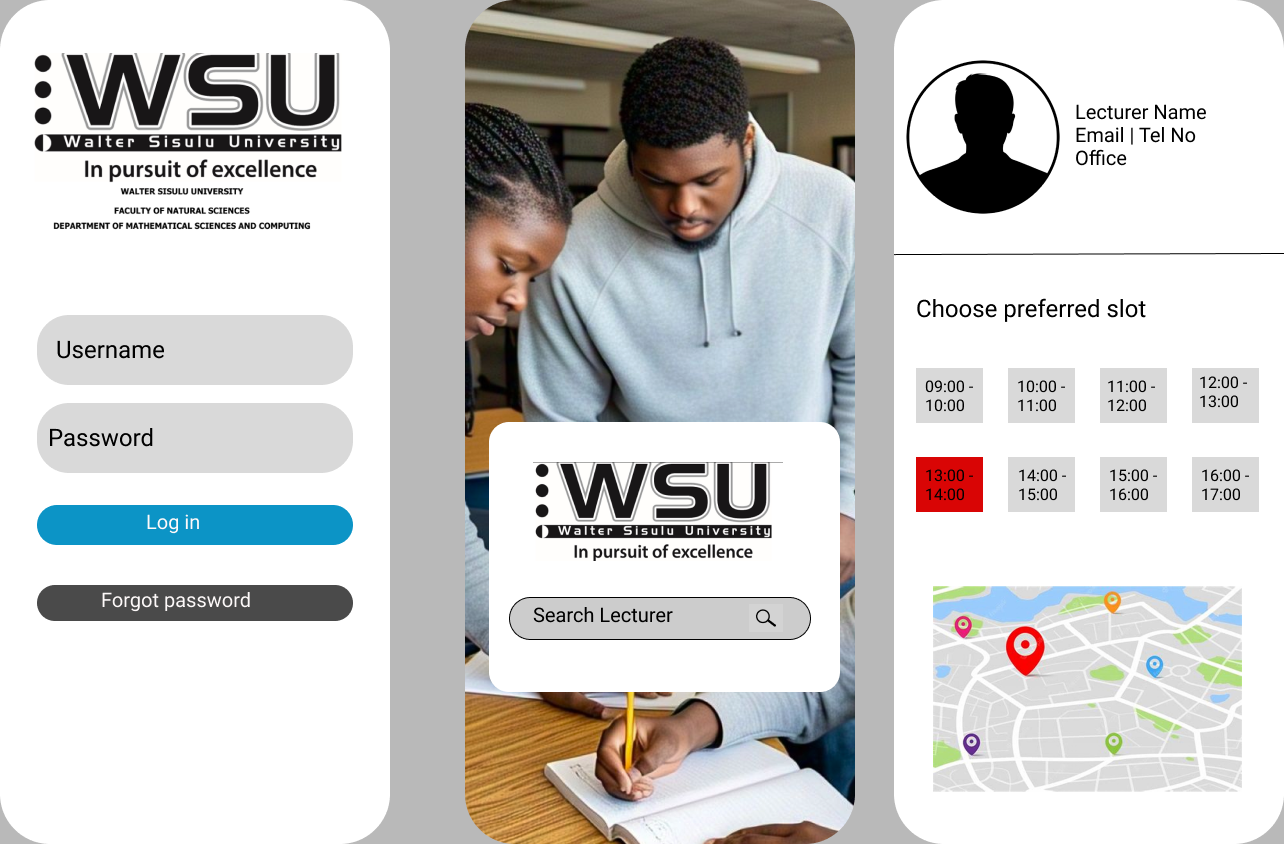 WSU
Walter Sisulu University
In pursuit of excellence
WALTER SISULU UNIVERSITY
FACULTY OF NATURAL SCIENCES
DEPARTMENT OF MATHEMATICAL SCIENCES AND COMPUTING
Username
Password
Log in
Forgot password
WSU
Walter Sisulu University
In pursuit of excellence
Search Lecturer
Lecturer Name
Email | Tel No
Office
Choose preferred slot
09:00 -
10:00
10:00 -
11:00
11:00 -
12:00
12:00 -
13:00
13:00 -
14:00
14:00 -
15:00
15:00 -
16:00
16:00 -
17:00